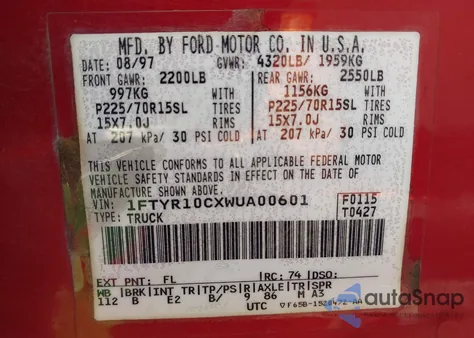 MFD. BY FORD MOTOR CO. IN U.S.A.
DATE: 08/97 GVWR: 4320LB/ 1959KG
FRONT GAWR: 2200LB REAR GAWR: 2550LB
997KG WITH 1156KG WITH
P225/70R15SL TIRES P225/70R15SL TIRES
15X7.0J RIMS 15X7.0J RIMS
AT 207 kPa/ 30 PSI COLD AT 207 kPa/ 30 PSI COLD
THIS VEHICLE CONFORMS TO ALL APPLICABLE FEDERAL MOTOR
VEHICLE SAFETY STANDARDS IN EFFECT ON THE DATE OF
MANUFACTURE SHOWN ABOVE.
VIN: 1FTYR10CXWUA00601 F0115
TYPE: TRUCK T0427
EXT PNT: FL RC: 74 DSO:
WB BRK INT TR TP/PS R AXLE TR SPR
112 B E2 B/ 9 86 M A3
UTC
autoSnap